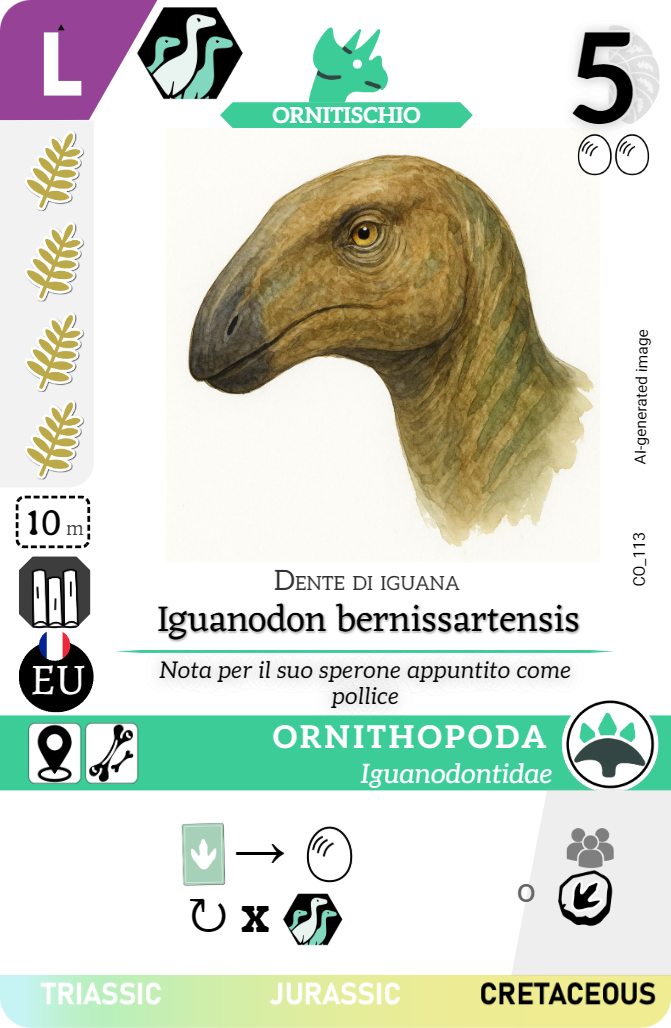 L
5
ORNITISCHIO
AI-generated image
CO_113
10 m
EU
Dente di iguana
Iguanodon bernissartensis
Nota per il suo sperone appuntito come
pollice
ORNITHOPODA
Iguanodontidae
x
o
TRIASSIC JURASSIC CRETACEOUS